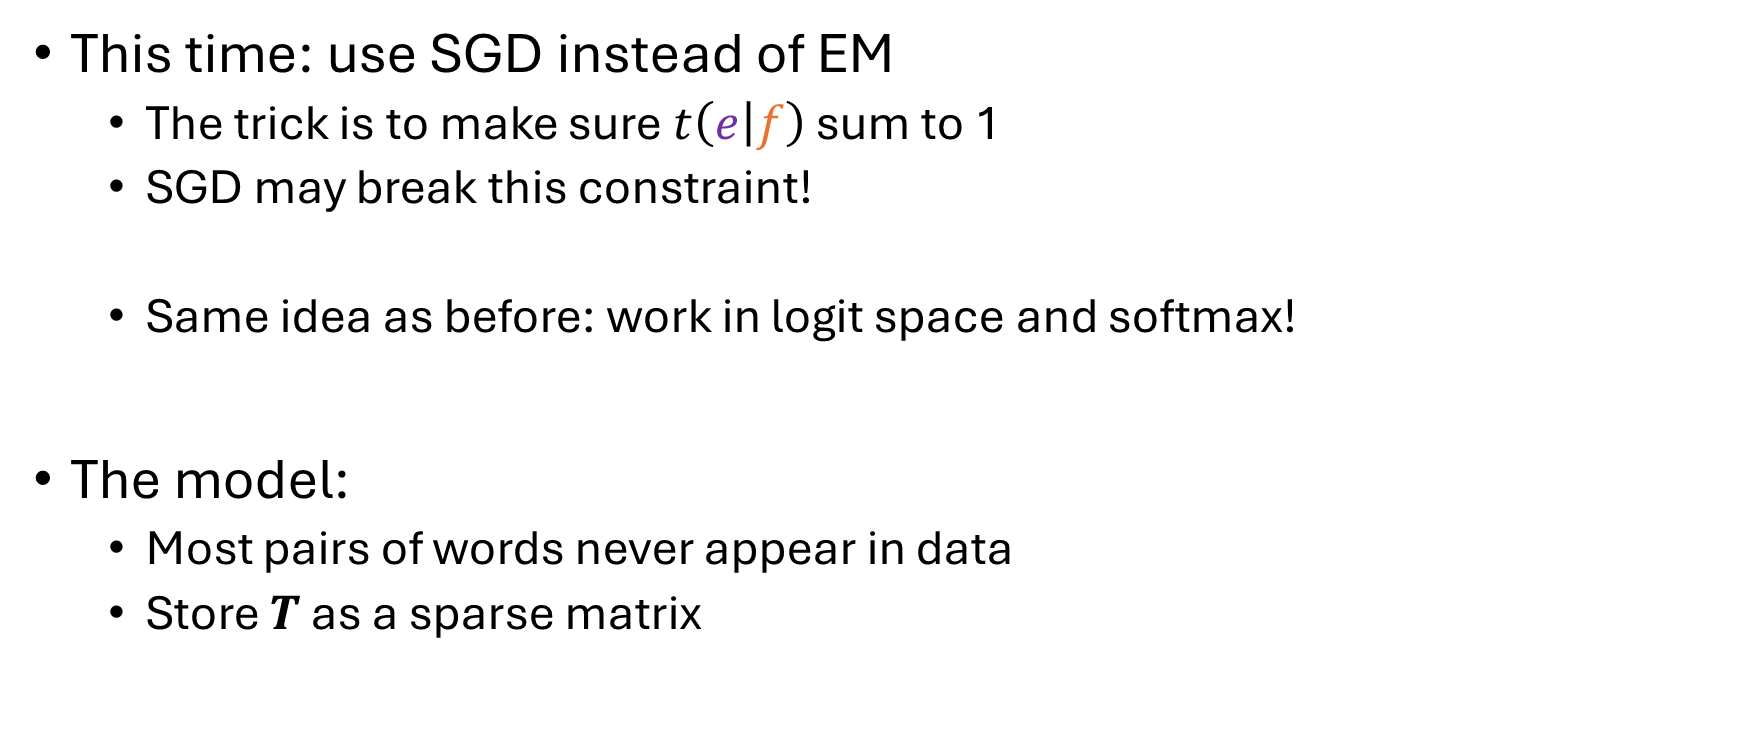 • This time: use SGD instead of EM
• The trick is to make sure t(e|f) sum to 1
• SGD may break this constraint!
• Same idea as before: work in logit space and softmax!
• The model:
• Most pairs of words never appear in data
• Store T as a sparse matrix